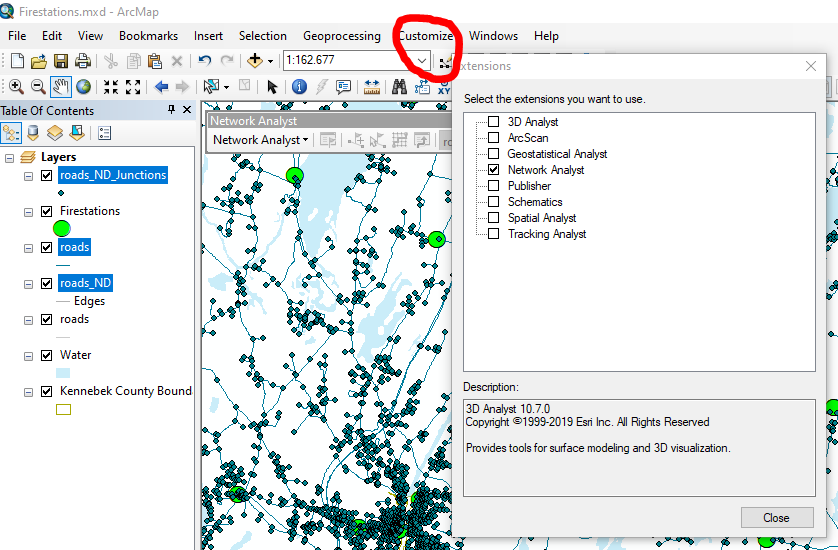 Firestations.mxd - ArcMap
File Edit View Bookmarks Insert Selection Geoprocessing Customize Windows Help
1:162.677
XY
Table Of Contents
Layers
roads_ND_Junctions
Firestations
roads
roads_ND
Edges
roads
Water
Kennebek County Bound
Network Analyst
Network Analyst
ro
xtensions
Select the extensions you want to use.
3D Analyst
ArcScan
Geostatistical Analyst
Network Analyst
Publisher
Schematics
Spatial Analyst
Tracking Analyst
Description:
3D Analyst 10.7.0
Copyright ©1999-2019 Esri Inc. All Rights Reserved
Provides tools for surface modeling and 3D visualization.
Close